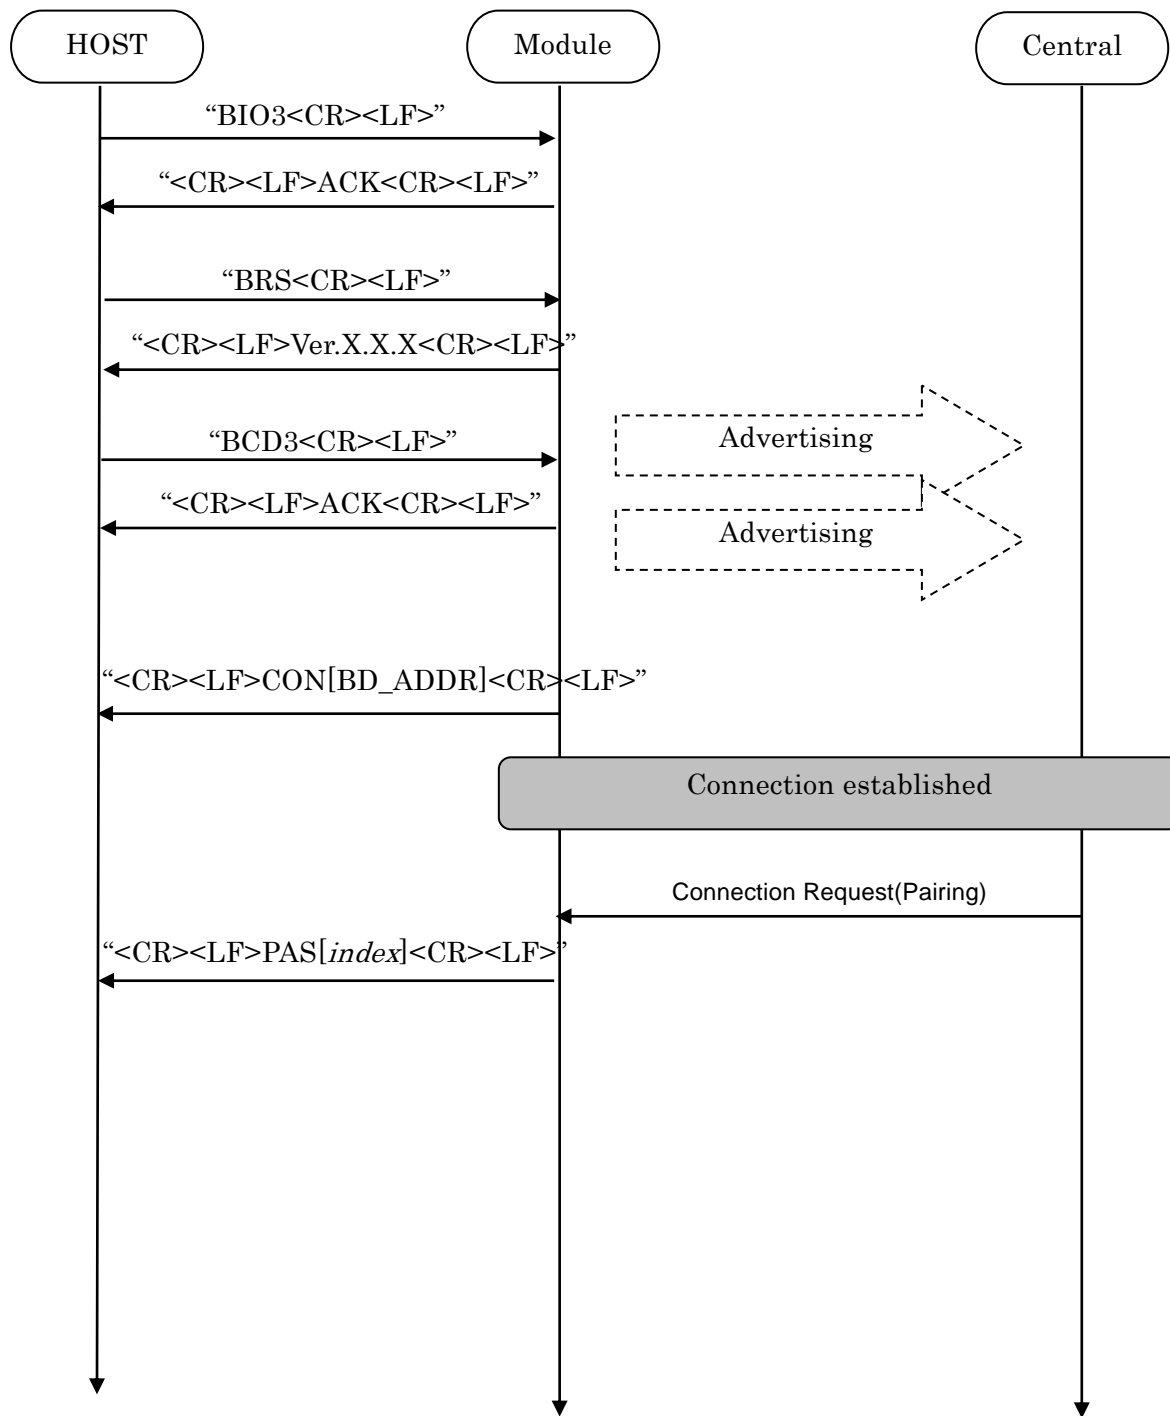 HOST
Module
Central
“BIO3<CR><LF>”
“<CR><LF>ACK<CR><LF>”
“BRS<CR><LF>”
“<CR><LF>Ver.X.X.X<CR><LF>”
Advertising
“BCD3<CR><LF>”
“<CR><LF>ACK<CR><LF>”
Advertising
“<CR><LF>CON[BD_ADDR]<CR><LF>”
Connection established
Connection Request(Pairing)
“<CR><LF>PAS[index]<CR><LF>”